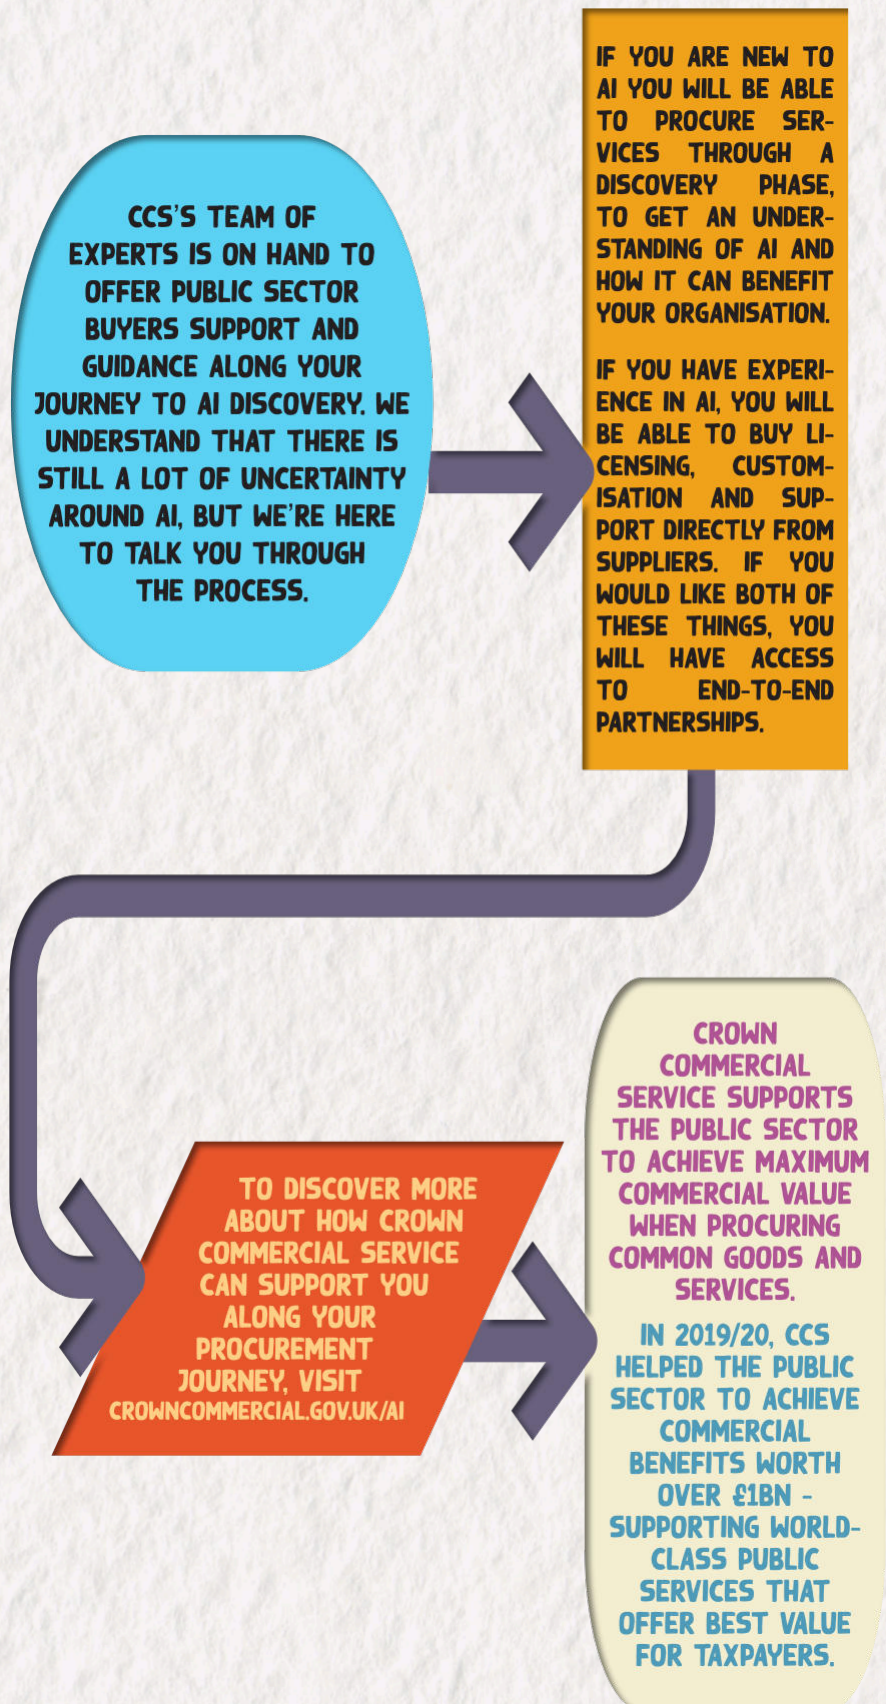 CCS'S TEAM OF
EXPERTS IS ON HAND TO
OFFER PUBLIC SECTOR
BUYERS SUPPORT AND
GUIDANCE ALONG YOUR
JOURNEY TO AI DISCOVERY. WE
UNDERSTAND THAT THERE IS
STILL A LOT OF UNCERTAINTY
AROUND AI, BUT WE'RE HERE
TO TALK YOU THROUGH
THE PROCESS.
IF YOU ARE NEW TO
AI YOU WILL BE ABLE
TO PROCURE SER-
VICES THROUGH A
DISCOVERY PHASE,
TO GET AN UNDER-
STANDING OF AI AND
HOW IT CAN BENEFIT
YOUR ORGANISATION.
IF YOU HAVE EXPERI-
ENCE IN AI, YOU WILL
BE ABLE TO BUY LI-
CENSING, CUSTOM-
ISATION AND SUP-
PORT DIRECTLY FROM
SUPPLIERS. IF YOU
WOULD LIKE BOTH OF
THESE THINGS, YOU
WILL HAVE ACCESS
TO END-TO-END
PARTNERSHIPS.
TO DISCOVER MORE
ABOUT HOW CROWN
COMMERCIAL SERVICE
CAN SUPPORT YOU
ALONG YOUR
PROCUREMENT
JOURNEY, VISIT
CROWNCOMMERCIAL.GOV.UK/AI
CROWN
COMMERCIAL
SERVICE SUPPORTS
THE PUBLIC SECTOR
TO ACHIEVE MAXIMUM
COMMERCIAL VALUE
WHEN PROCURING
COMMON GOODS AND
SERVICES.
IN 2019/20, CCS
HELPED THE PUBLIC
SECTOR TO ACHIEVE
COMMERCIAL
BENEFITS WORTH
OVER £1BN -
SUPPORTING WORLD-
CLASS PUBLIC
SERVICES THAT
OFFER BEST VALUE
FOR TAXPAYERS.